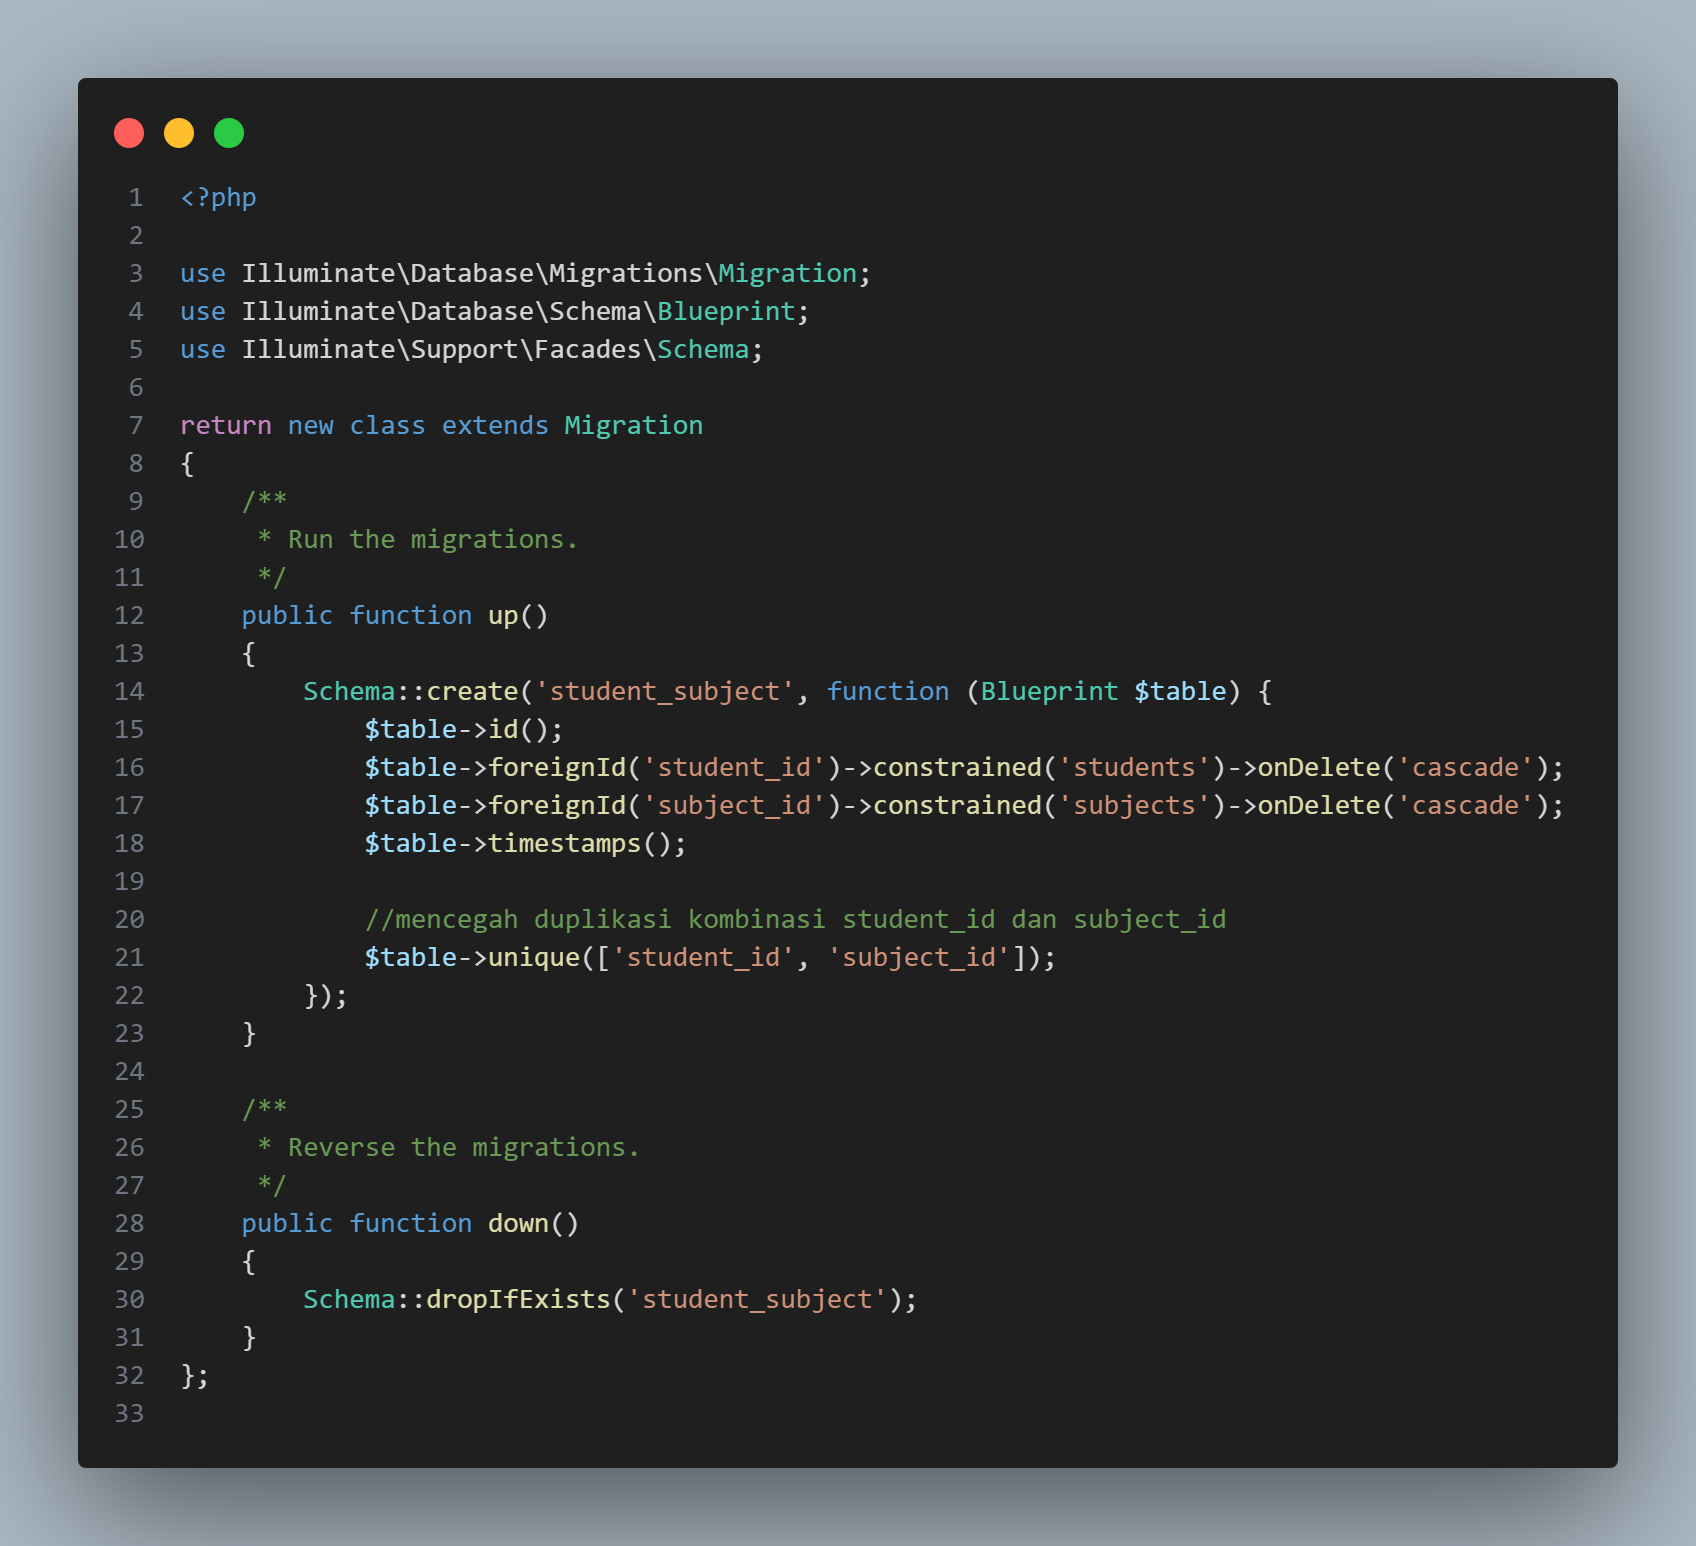 1 <?php
2
3 use Illuminate\Database\Migrations\Migration;
4 use Illuminate\Database\Schema\Blueprint;
5 use Illuminate\Support\Facades\Schema;
6
7 return new class extends Migration
8 {
9     /**
10      * Run the migrations.
11      */
12     public function up()
13     {
14         Schema::create('student_subject', function (Blueprint $table) {
15             $table->id();
16             $table->foreignId('student_id')->constrained('students')->onDelete('cascade');
17             $table->foreignId('subject_id')->constrained('subjects')->onDelete('cascade');
18             $table->timestamps();
19
20             //mencegah duplikasi kombinasi student_id dan subject_id
21             $table->unique(['student_id', 'subject_id']);
22         });
23     }
24
25     /**
26      * Reverse the migrations.
27      */
28     public function down()
29     {
30         Schema::dropIfExists('student_subject');
31     }
32 };
33